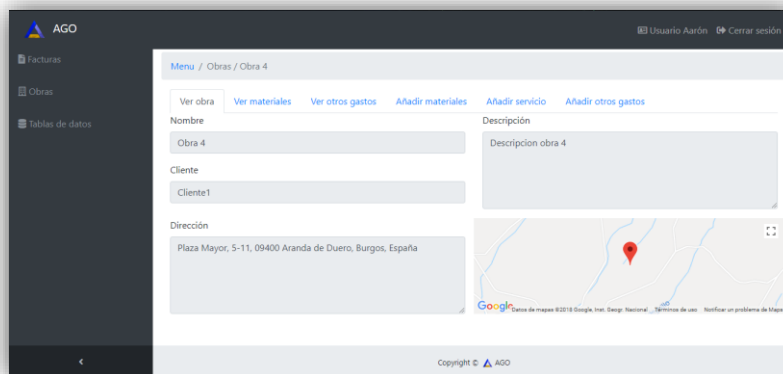 AGO
Usuario Aarón Cerrar sesión
Facturas
Obras
Tablas de datos
Menu / Obras / Obra 4
Ver obra Ver materiales Ver otros gastos Añadir materiales Añadir servicio Añadir otros gastos
Nombre
Obra 4
Cliente
Cliente1
Dirección
Plaza Mayor, 5-11, 09400 Aranda de Duero, Burgos, España
Descripción
Descripcion obra 4
Google
Datos de mapas ©2018 Google, Inst. Geogr. Nacional Términos de uso Notificar un problema de Maps
Copyright © AGO